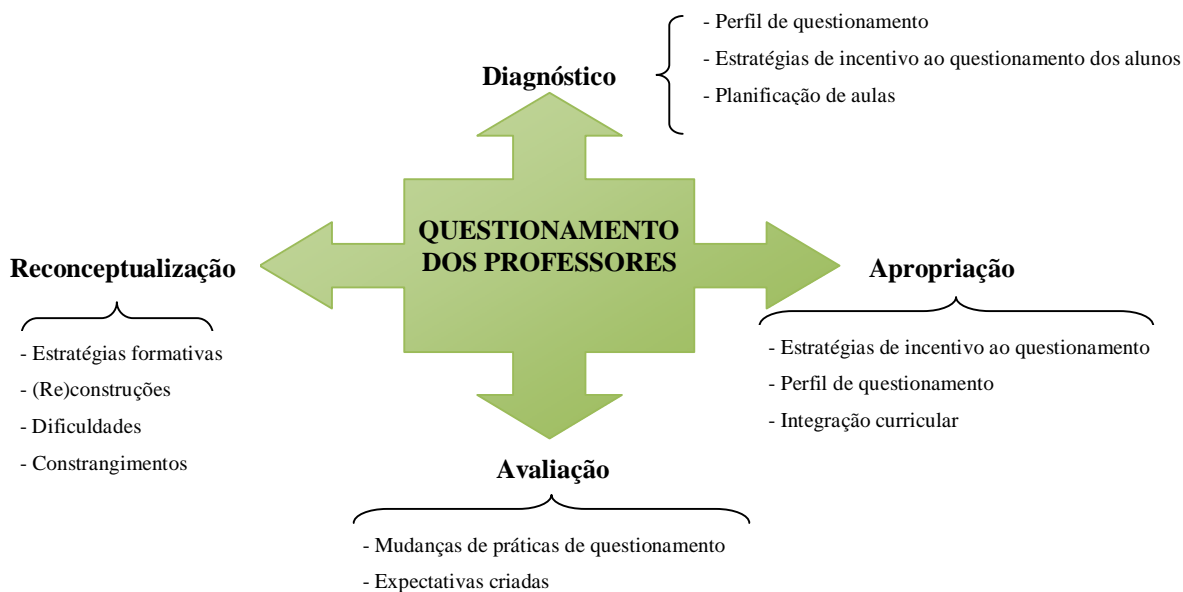 - Perfil de questionamento
- Estratégias de incentivo ao questionamento dos alunos
- Planificação de aulas
Diagnóstico
QUESTIONAMENTO
DOS PROFESSORES
Reconceptualização
- Estratégias formativas
- (Re)construções
- Dificuldades
- Constrangimentos
Apropriação
- Estratégias de incentivo ao questionamento
- Perfil de questionamento
- Integração curricular
Avaliação
- Mudanças de práticas de questionamento
- Expectativas criadas